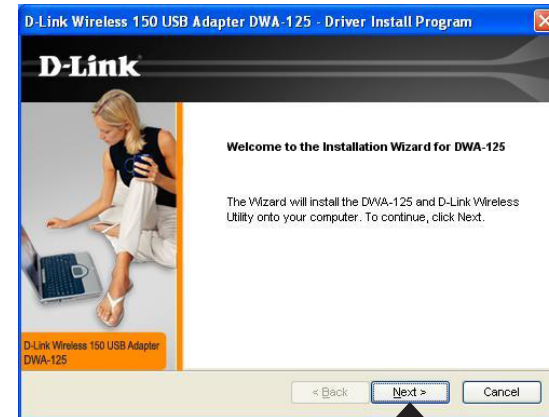 D-Link Wireless 150 USB Adapter DWA-125 - Driver Install Program
D-Link
Welcome to the Installation Wizard for DWA-125
The Wizard will install the DWA-125 and D-Link Wireless
Utility onto your computer. To continue, click Next.
D-Link Wireless 150 USB Adapter
DWA-125
< Back
Next >
Cancel